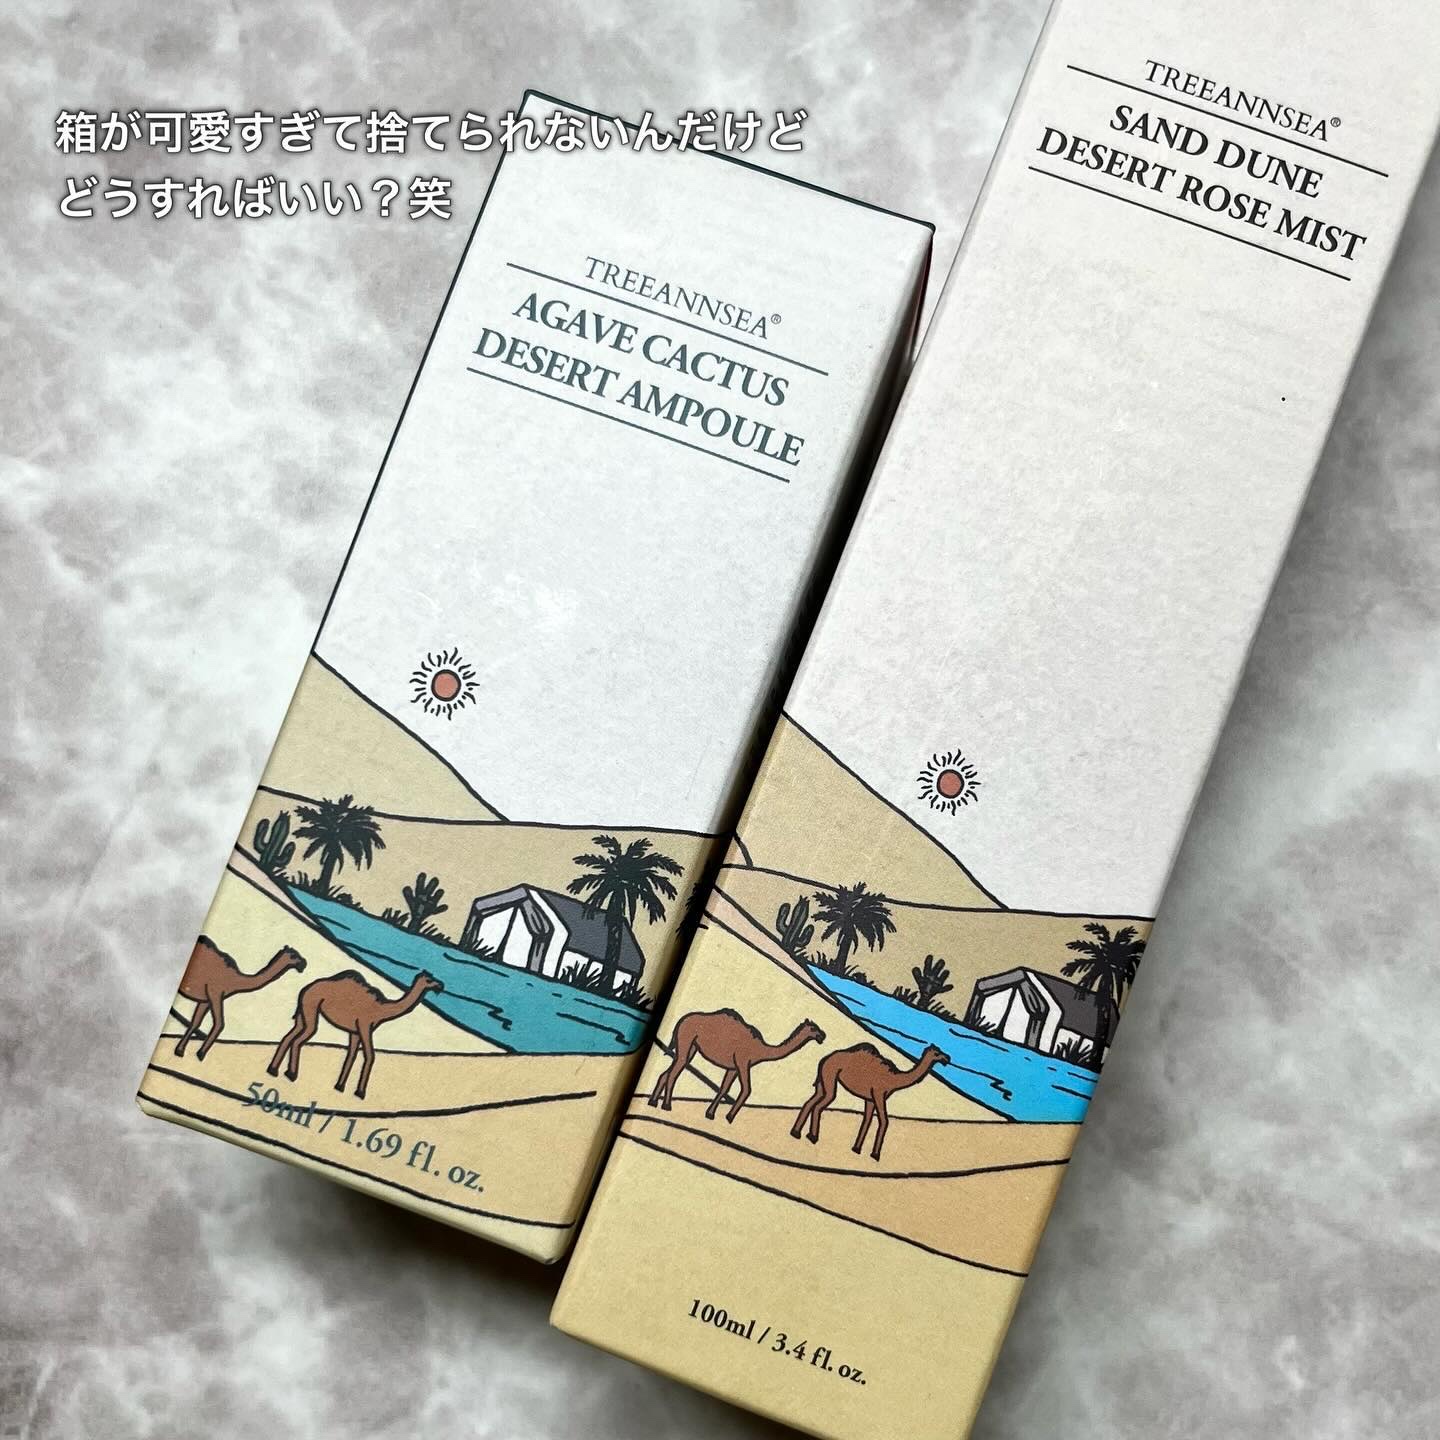 箱が可愛すぎて捨てられないんだけど
どうすればいい？笑
TREEANNSEA®
AGAVE CACTUS
DESERT AMPOULE
50ml / 1.69 fl. oz.
TREEANNSEA®
SAND DUNE
DESERT ROSE MIST
100ml / 3.4 fl. oz.